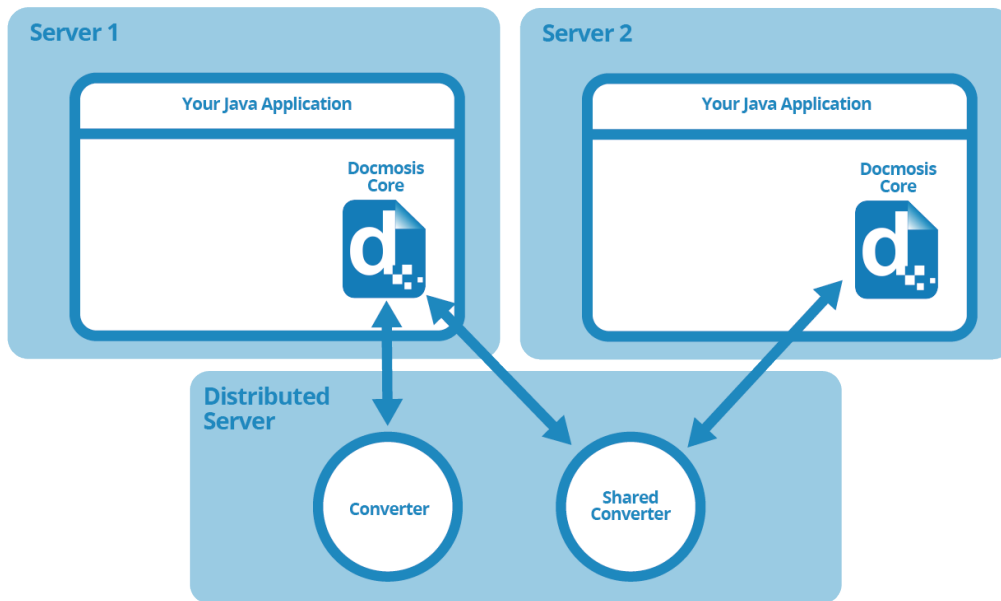 Server 1
Your Java Application
Docmosis
Core
d
Server 2
Your Java Application
Docmosis
Core
d
Distributed
Server
Converter
Shared
Converter